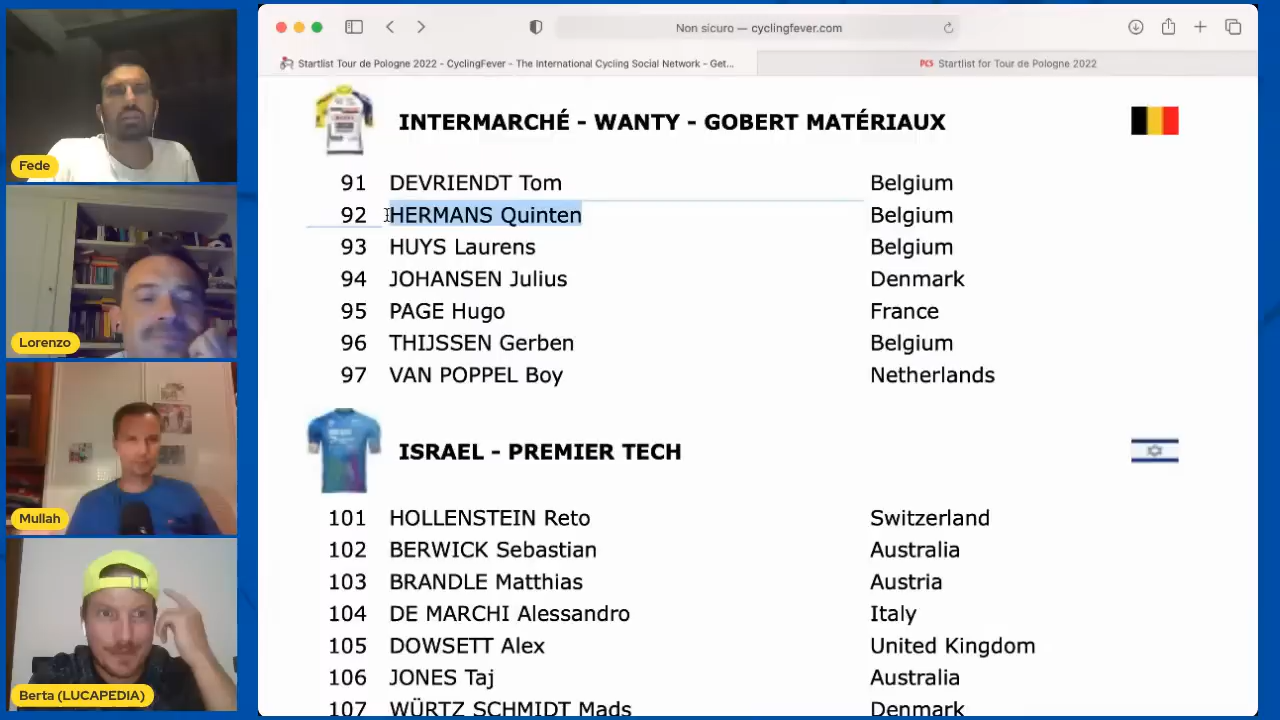 Non sicuro — cyclingfever.com
Startlist Tour de Pologne 2022 - CyclingFever - The International Cycling Social Network - Get...
PCS Startlist for Tour de Pologne 2022
INTERMARCHÉ - WANTY - GOBERT MATÉRIAUX
91 DEVRIENDT Tom Belgium
92 HERMANS Quinten Belgium
93 HUYS Laurens Belgium
94 JOHANSEN Julius Denmark
95 PAGE Hugo France
96 THIJSSEN Gerben Belgium
97 VAN POPPEL Boy Netherlands
ISRAEL - PREMIER TECH
101 HOLLENSTEIN Reto Switzerland
102 BERWICK Sebastian Australia
103 BRANDLE Matthias Austria
104 DE MARCHI Alessandro Italy
105 DOWSETT Alex United Kingdom
106 JONES Taj Australia
107 WÜRTZ SCHMIDT Mads Denmark
Fede
Lorenzo
Mullah
Berta (LUCAPEDIA)